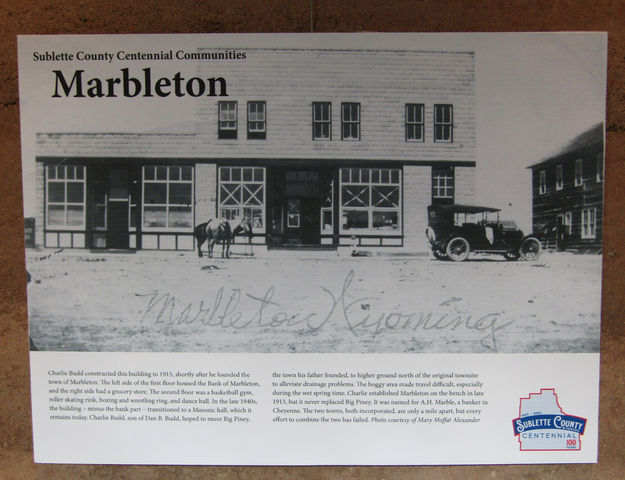 Sublette County Centennial Communities
Marbleton
Marbleton Wyoming
Charlie Budd constructed this building in 1915, shortly after he founded the
town of Marbleton. The left side of the first floor housed the Bank of Marbleton,
and the right side had a grocery store. The second floor was a basketball gym,
roller skating rink, boxing and wrestling ring, and dance hall. In the late 1940s,
the building – minus the bank part – transitioned to a Masonic hall, which it
remains today. Charlie Budd, son of Dan B. Budd, hoped to move Big Piney,
the town his father founded, to higher ground north of the original townsite
to alleviate drainage problems. The boggy area made travel difficult, especially
during the wet spring time. Charlie established Marbleton on the bench in late
1913, but it never replaced Big Piney. It was named for A.H. Marble, a banker in
Cheyenne. The two towns, both incorporated, are only a mile apart, but every
effort to combine the two has failed. Photo courtesy of Mary Moffat Alexander
SUBLETTE COUNTY
CENTENNIAL
100
YEARS